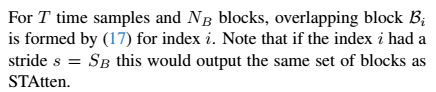 For T time samples and N_B blocks, overlapping block ℬ_i
is formed by (17) for index i. Note that if the index i had a
stride s = S_B this would output the same set of blocks as
STAtten.